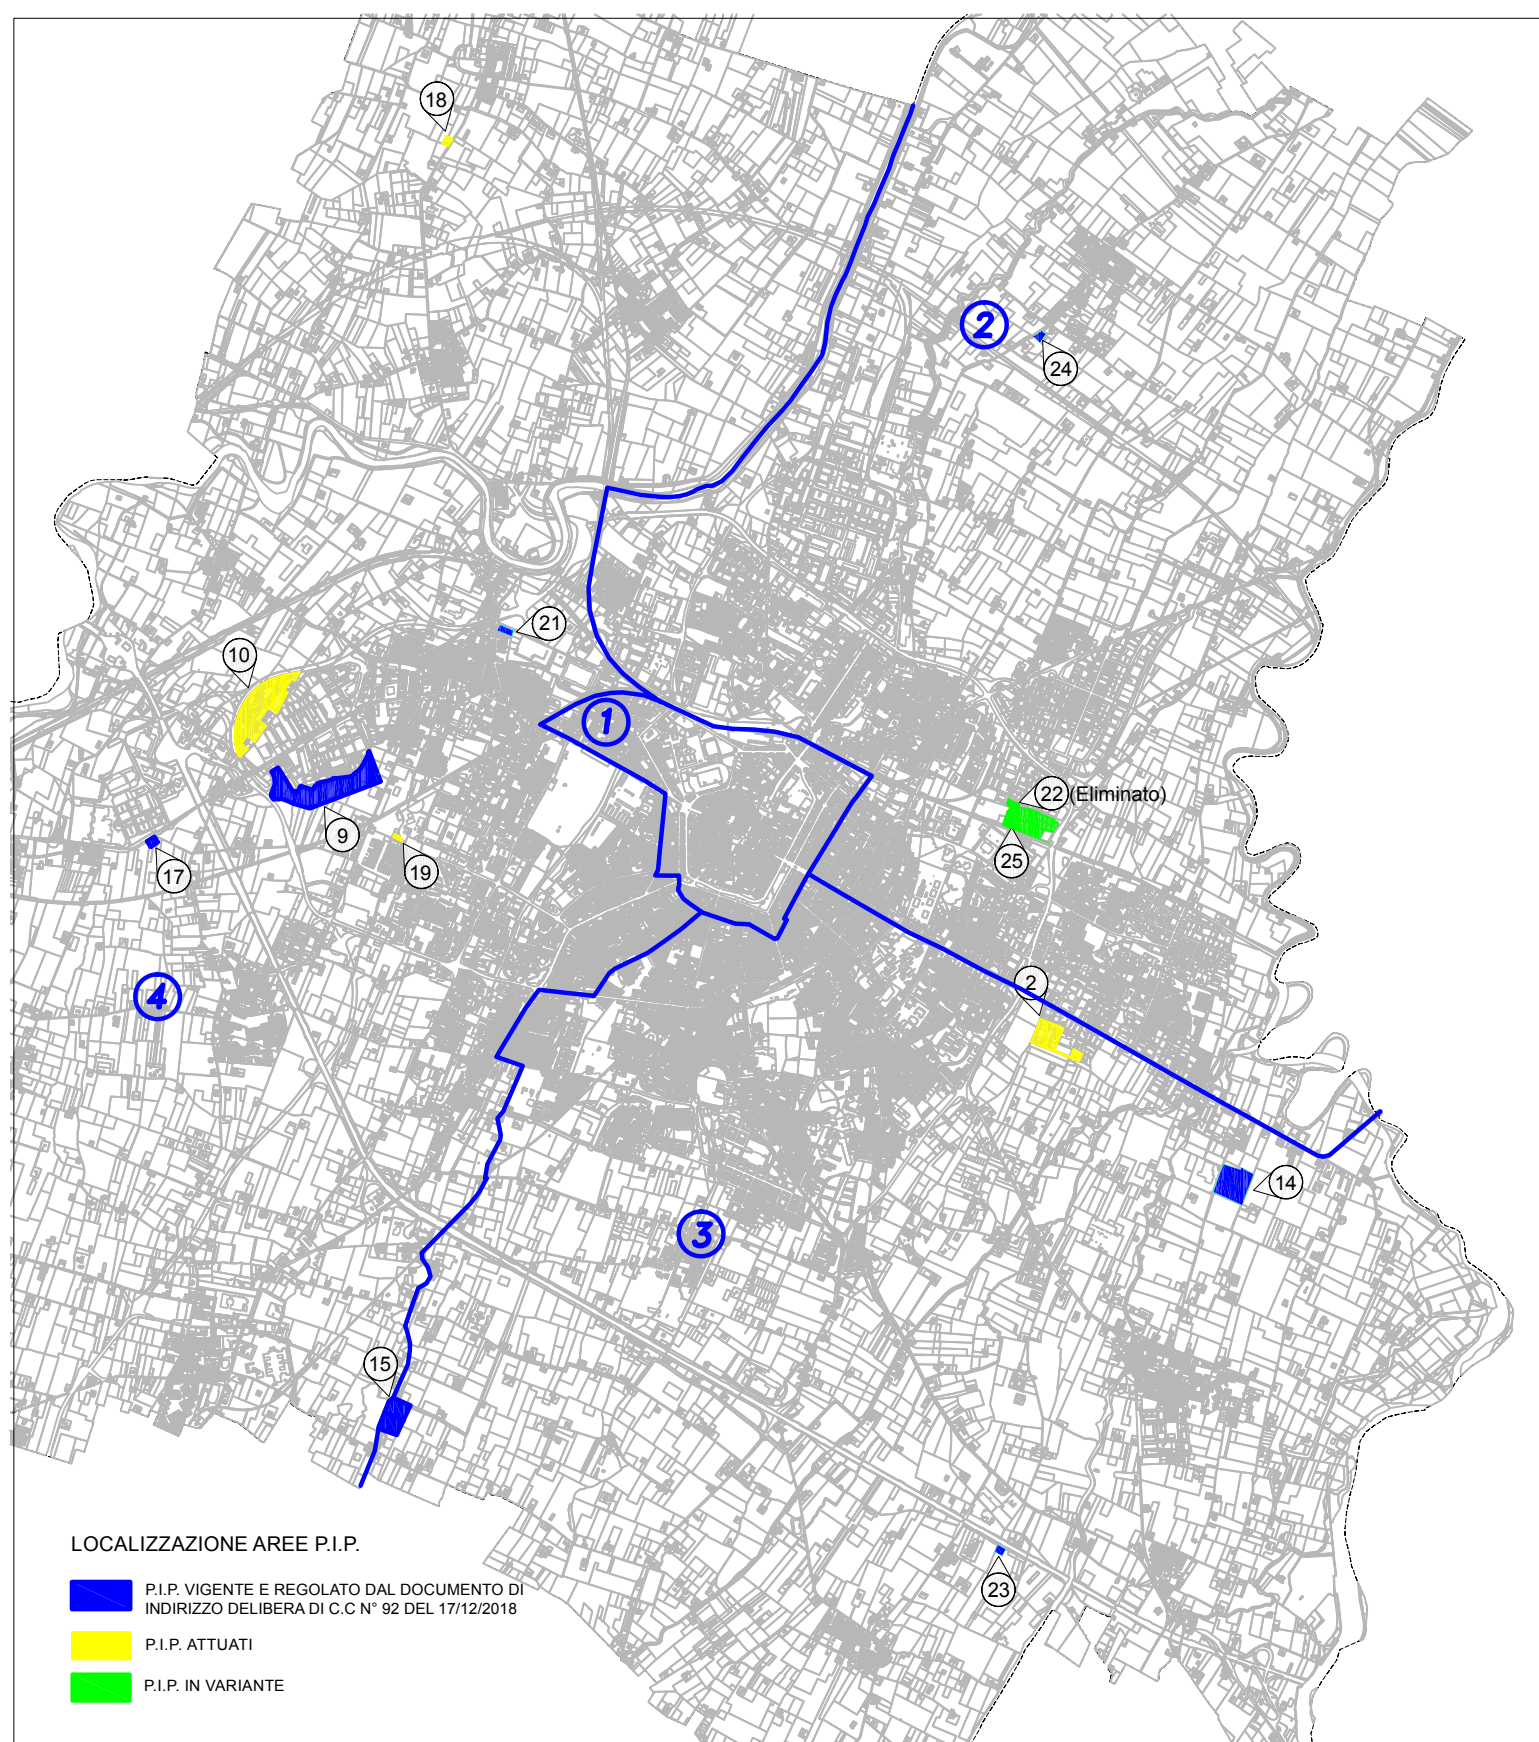 18
2
24
21
10
1
22 (Eliminato)
9
25
19
17
4
2
14
3
15
23
LOCALIZZAZIONE AREE P.I.P.
P.I.P. VIGENTE E REGOLATO DAL DOCUMENTO DI
INDIRIZZO DELIBERA DI C.C N° 92 DEL 17/12/2018
P.I.P. ATTUATI
P.I.P. IN VARIANTE